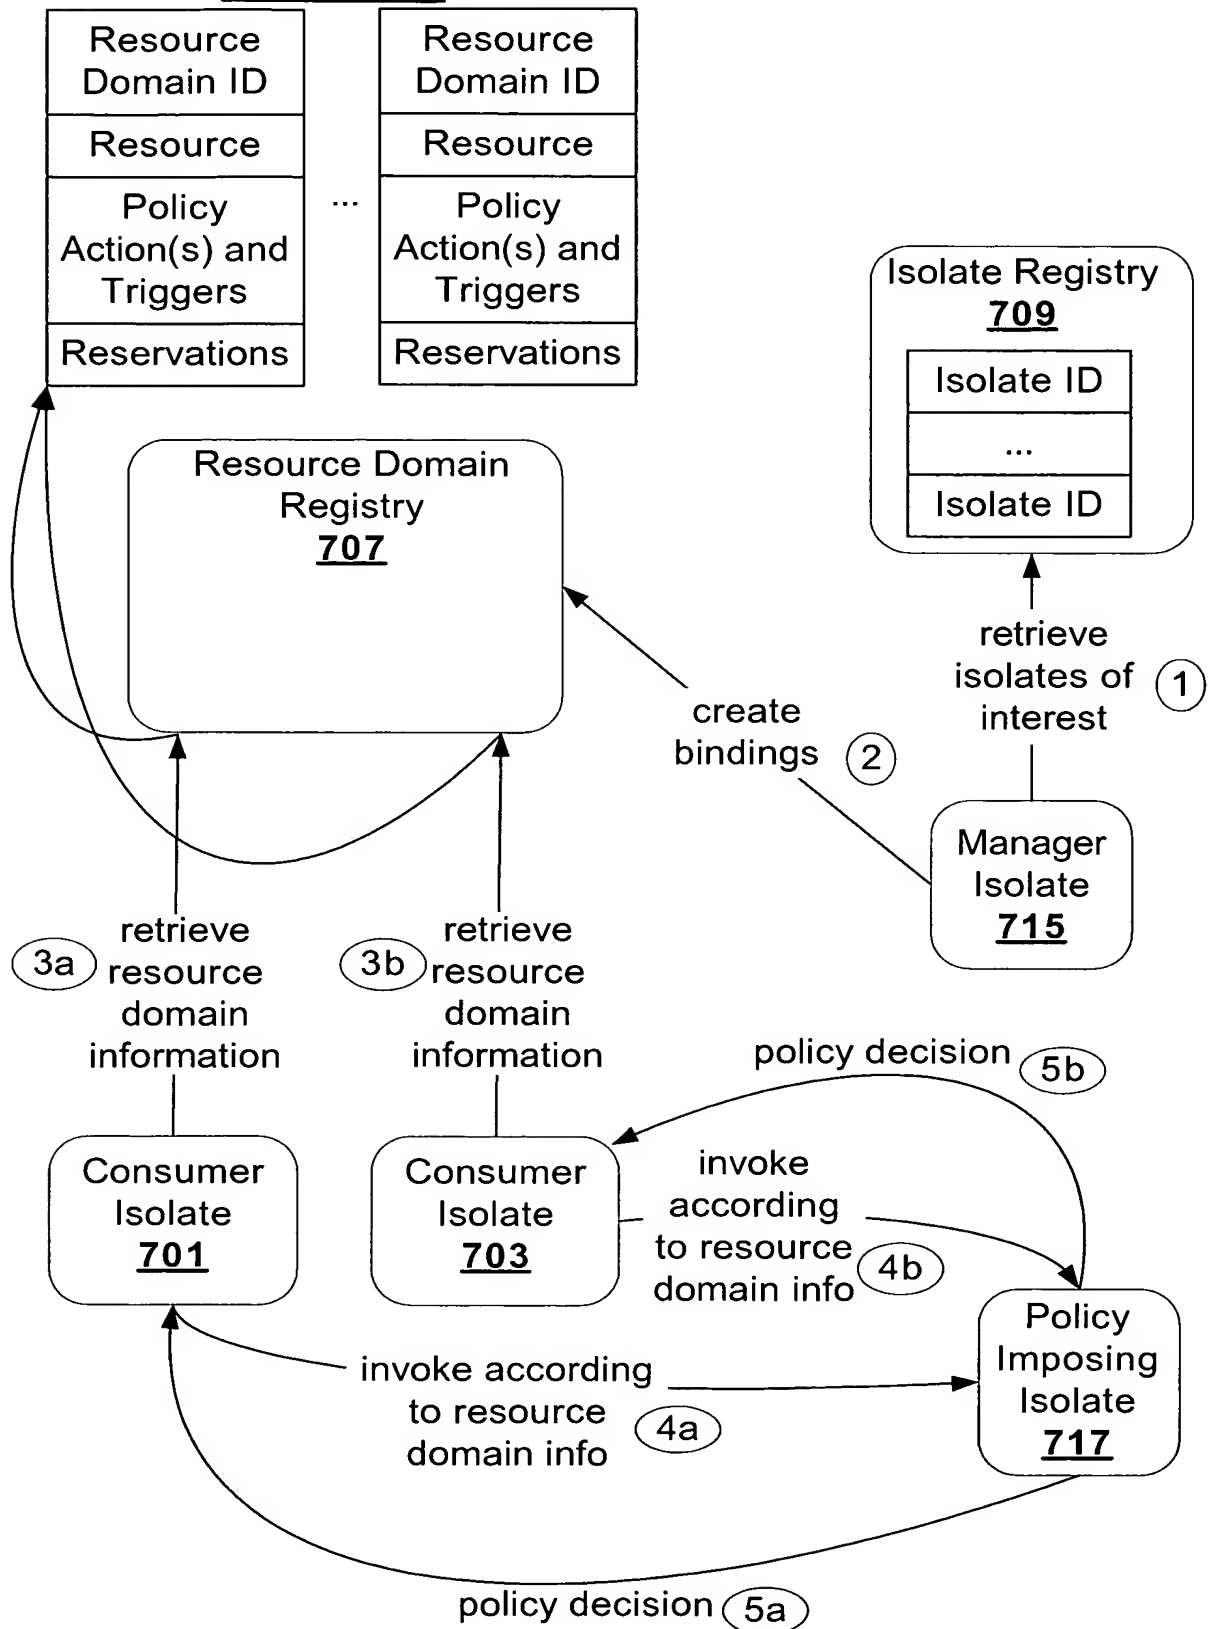 Resource
Domain ID
Resource
Policy
Action(s) and
Triggers
Reservations
...
Resource
Domain ID
Resource
Policy
Action(s) and
Triggers
Reservations
Isolate Registry
709
Isolate ID
...
Isolate ID
Resource Domain
Registry
707
retrieve
isolates of
interest
1
create
bindings
2
Manager
Isolate
715
3a
retrieve
resource
domain
information
3b
retrieve
resource
domain
information
policy decision
5b
Consumer
Isolate
701
Consumer
Isolate
703
invoke
according
to resource
domain info
4b
Policy
Imposing
Isolate
717
invoke according
to resource
domain info
4a
policy decision
5a